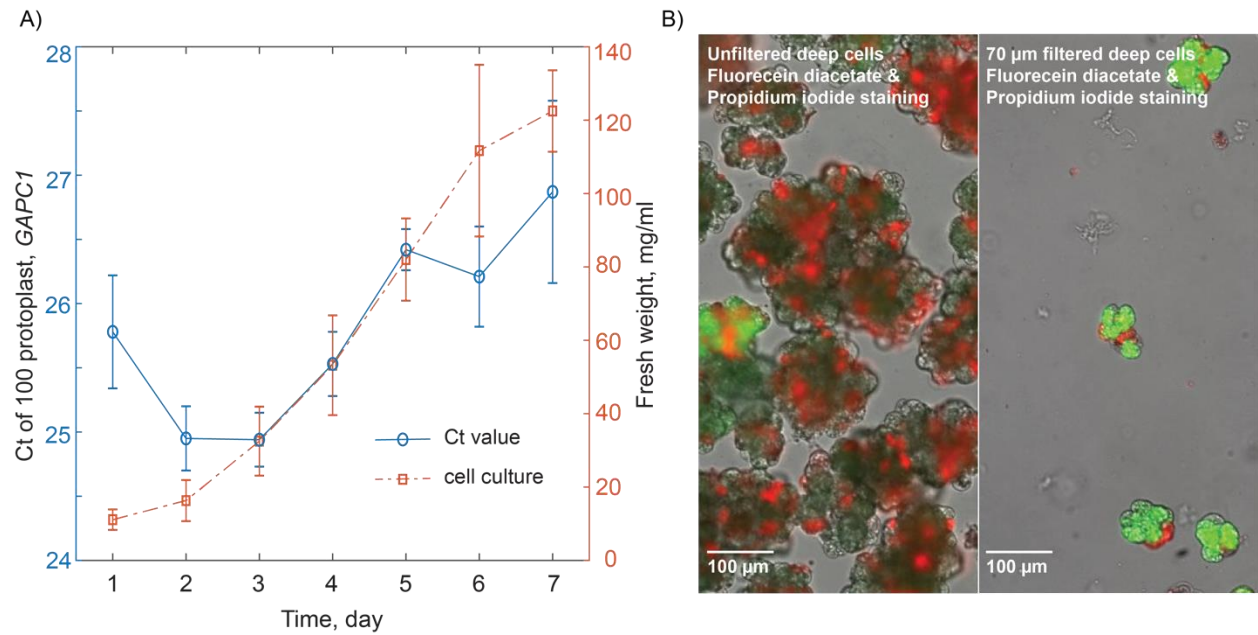 A)
28
27
26
25
24
Ct of 100 protoplast, GAPC1
140
120
100
80
60
40
20
0
Fresh weight, mg/ml
Ct value
cell culture
1 2 3 4 5 6 7
Time, day
B)
Unfiltered deep cells
Fluorecein diacetate &
Propidium iodide staining
100 µm
70 µm filtered deep cells
Fluorecein diacetate &
Propidium iodide staining
100 µm